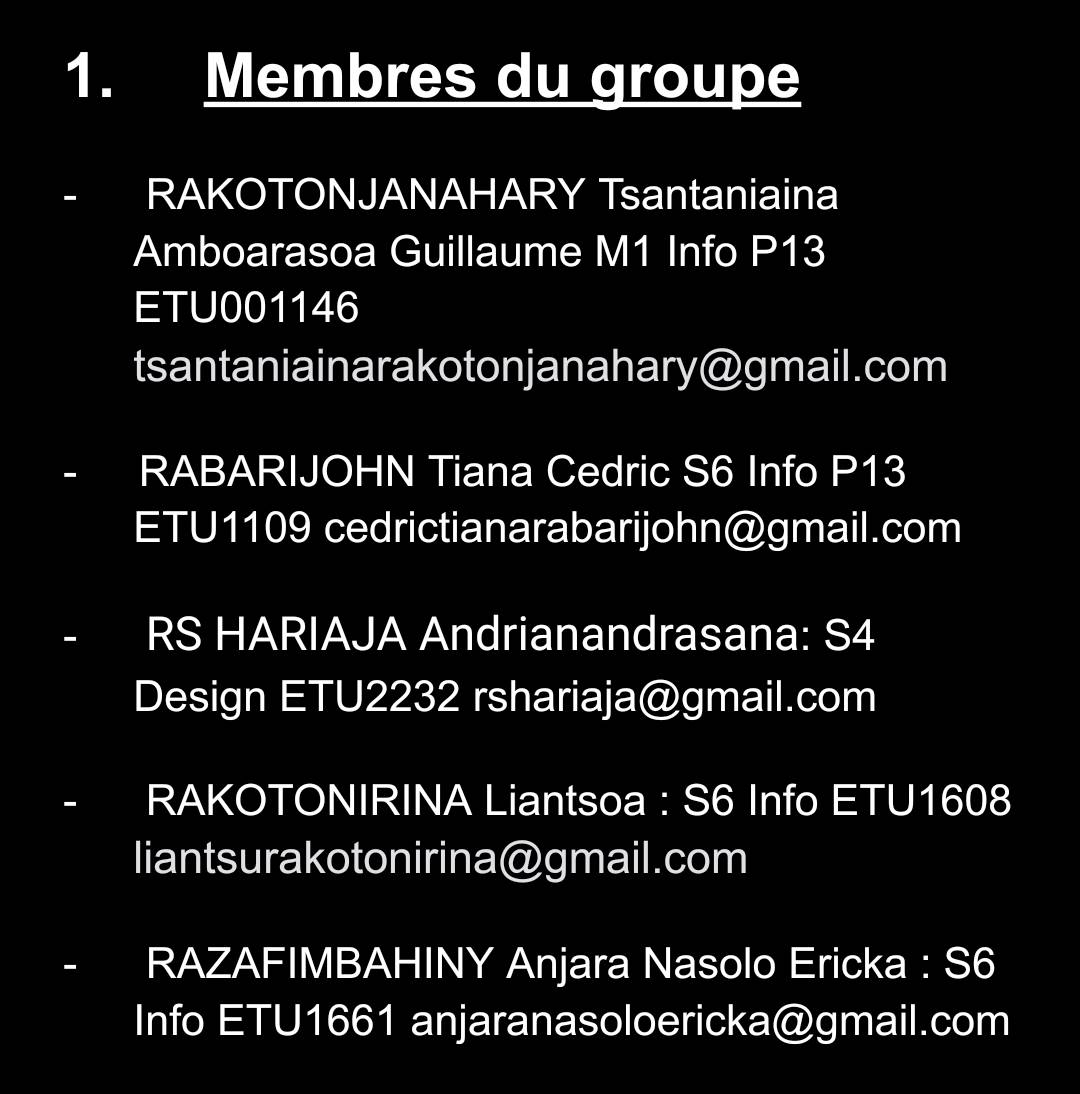 1. Membres du groupe
- RAKOTONJANAHARY Tsantaniaina
Amboarasoa Guillaume M1 Info P13
ETU001146
tsantaniainarakotonjanahary@gmail.com
- RABARIJOHN Tiana Cedric S6 Info P13
ETU1109 cedrictianarabarijohn@gmail.com
- RS HARIAJA Andrianandrasana: S4
Design ETU2232 rshariaja@gmail.com
- RAKOTONIRINA Liantsoa : S6 Info ETU1608
liantsurakotonirina@gmail.com
- RAZAFIMBAHINY Anjara Nasolo Ericka : S6
Info ETU1661 anjaranasoloericka@gmail.com